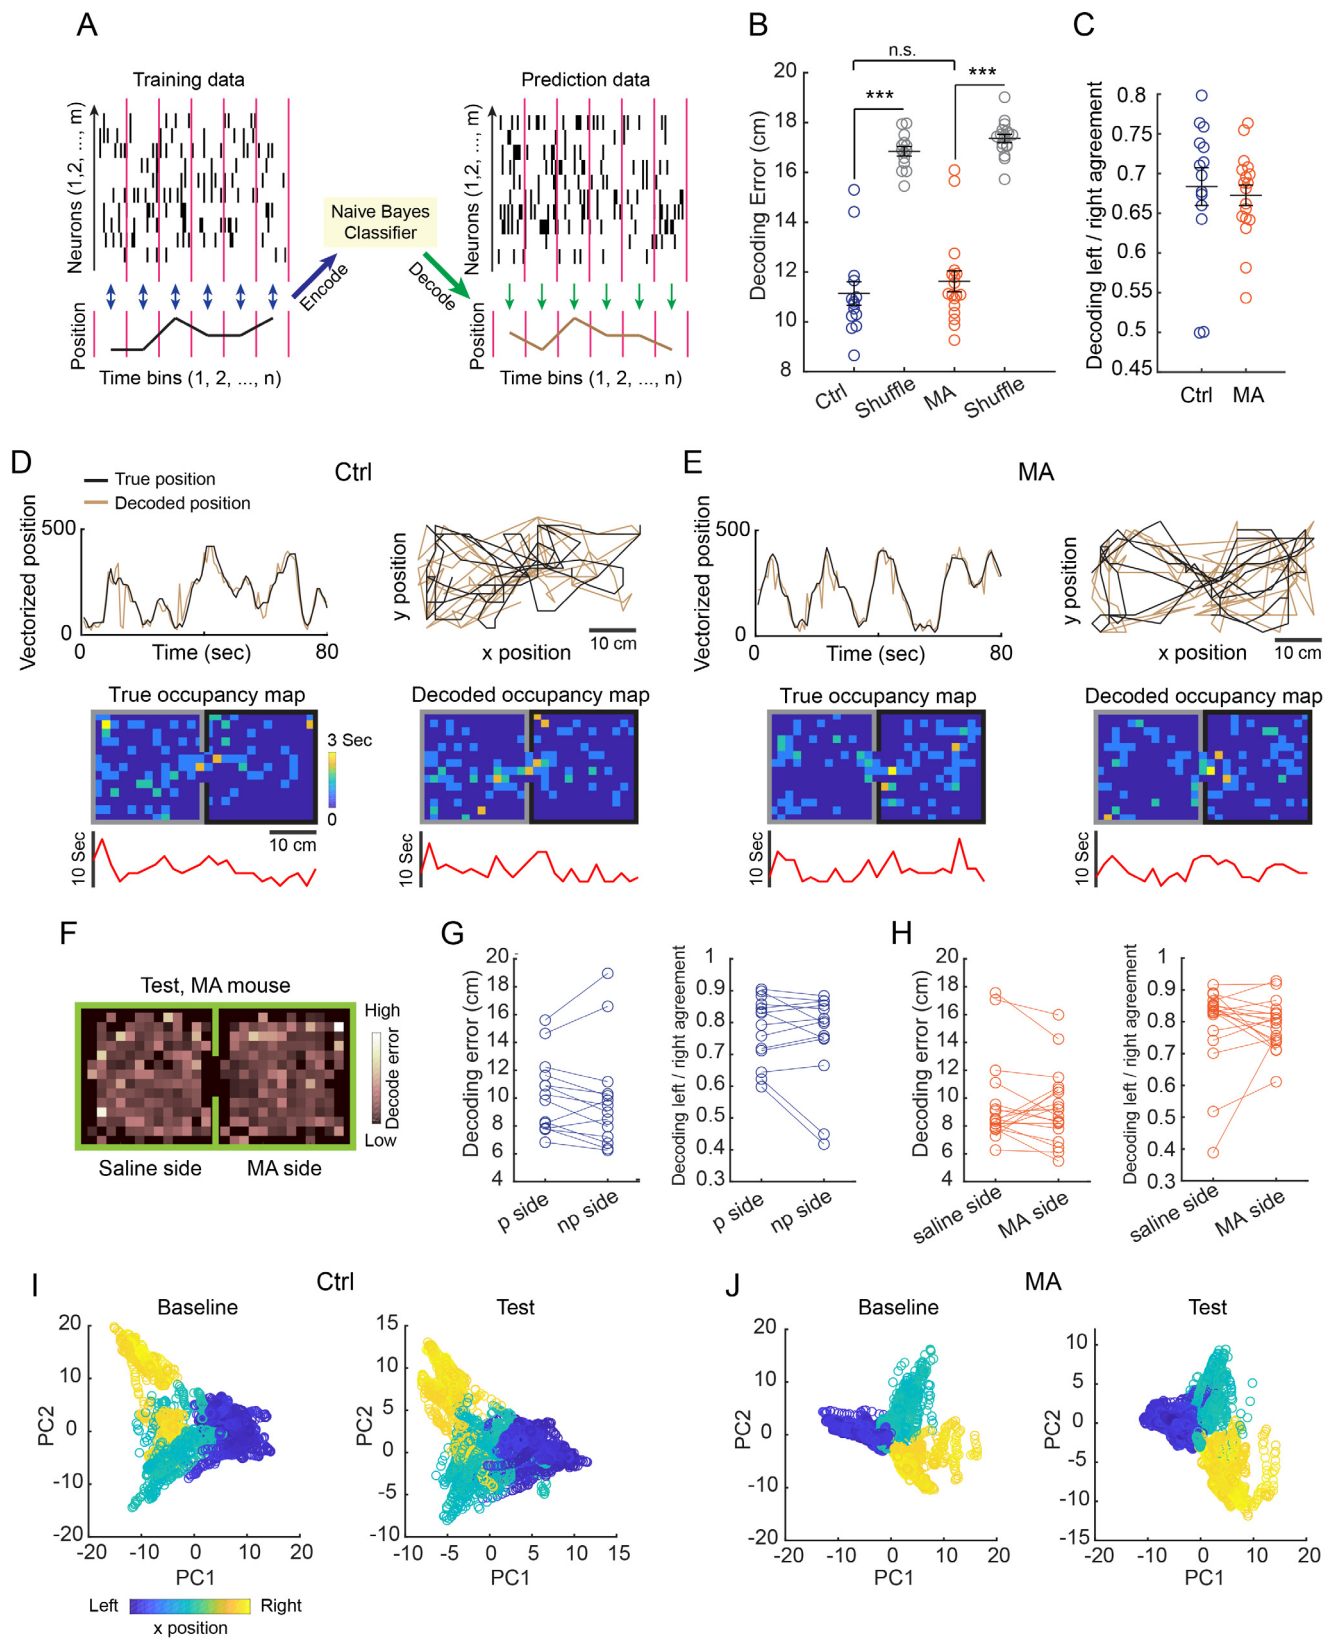 A
Training data
Neurons (1,2, ..., m)
Position
Time bins (1, 2, ..., n)
Encode
Naive Bayes
Classifier
Decode
Prediction data
Neurons (1,2, ..., m)
Position
Time bins (1, 2, ..., n)
B
n.s.
***
***
Decoding Error (cm)
20
18
16
14
12
10
8
Ctrl
Shuffle
MA
Shuffle
C
Decoding left / right agreement
0.8
0.75
0.7
0.65
0.6
0.55
0.5
0.45
Ctrl
MA
D
Ctrl
True position
Decoded position
Vectorized position
500
0
0
Time (sec)
80
y position
x position
10 cm
True occupancy map
Decoded occupancy map
3 Sec
0
10 cm
10 Sec
10 Sec
E
MA
Vectorized position
500
0
0
Time (sec)
80
y position
x position
10 cm
True occupancy map
Decoded occupancy map
10 Sec
10 Sec
F
Test, MA mouse
High
Decode error
Low
Saline side
MA side
G
Decoding error (cm)
20
18
16
14
12
10
8
6
4
p side
np side
Decoding left / right agreement
1
0.9
0.8
0.7
0.6
0.5
0.4
0.3
p side
np side
H
Decoding error (cm)
20
18
16
14
12
10
8
6
4
saline side
MA side
Decoding left / right agreement
1
0.9
0.8
0.7
0.6
0.5
0.4
0.3
saline side
MA side
I
Ctrl
Baseline
PC2
20
10
0
-10
-20
-20
-10
0
10
20
PC1
Test
PC2
15
10
5
0
-5
-10
-10
-5
0
5
10
15
PC1
Left
Right
x position
J
MA
Baseline
PC2
20
10
0
-10
-20
-20
-10
0
10
20
PC1
Test
PC2
10
5
0
-5
-10
-15
-20
-10
0
10
20
PC1